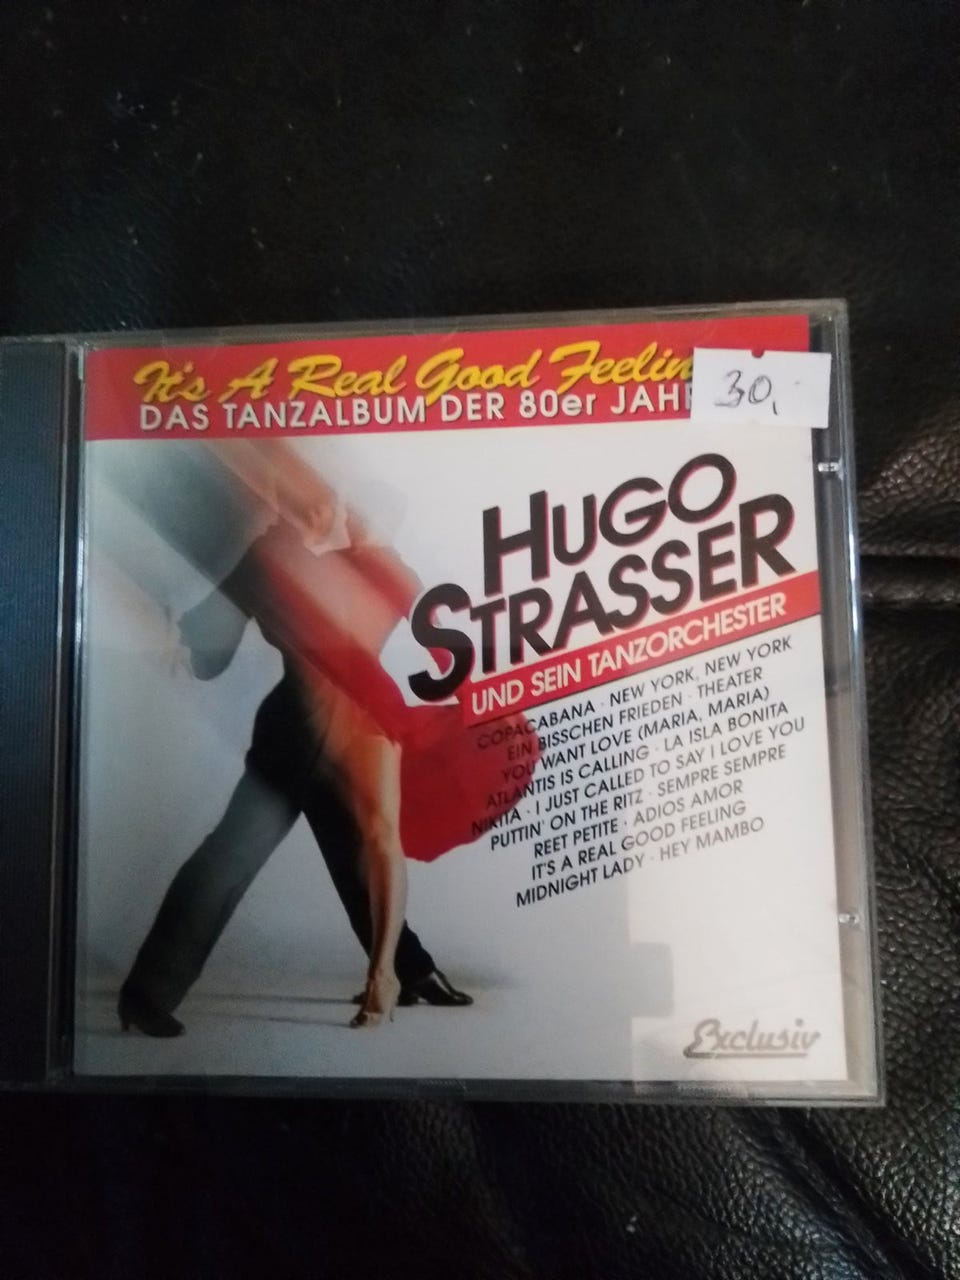 It's A Real Good Feelin
DAS TANZALBUM DER 80er JAHR
30,-
HUGO
STRASSER
UND SEIN TANZORCHESTER
COPACABANA · NEW YORK, NEW YORK
EIN BISSCHEN FRIEDEN · THEATER
YOU WANT LOVE (MARIA, MARIA)
ATLANTIS IS CALLING · LA ISLA BONITA
NIKITA · I JUST CALLED TO SAY I LOVE YOU
PUTTIN' ON THE RITZ · SEMPRE SEMPRE
REET PETITE · ADIOS AMOR
IT'S A REAL GOOD FEELING
MIDNIGHT LADY · HEY MAMBO
Exclusiv